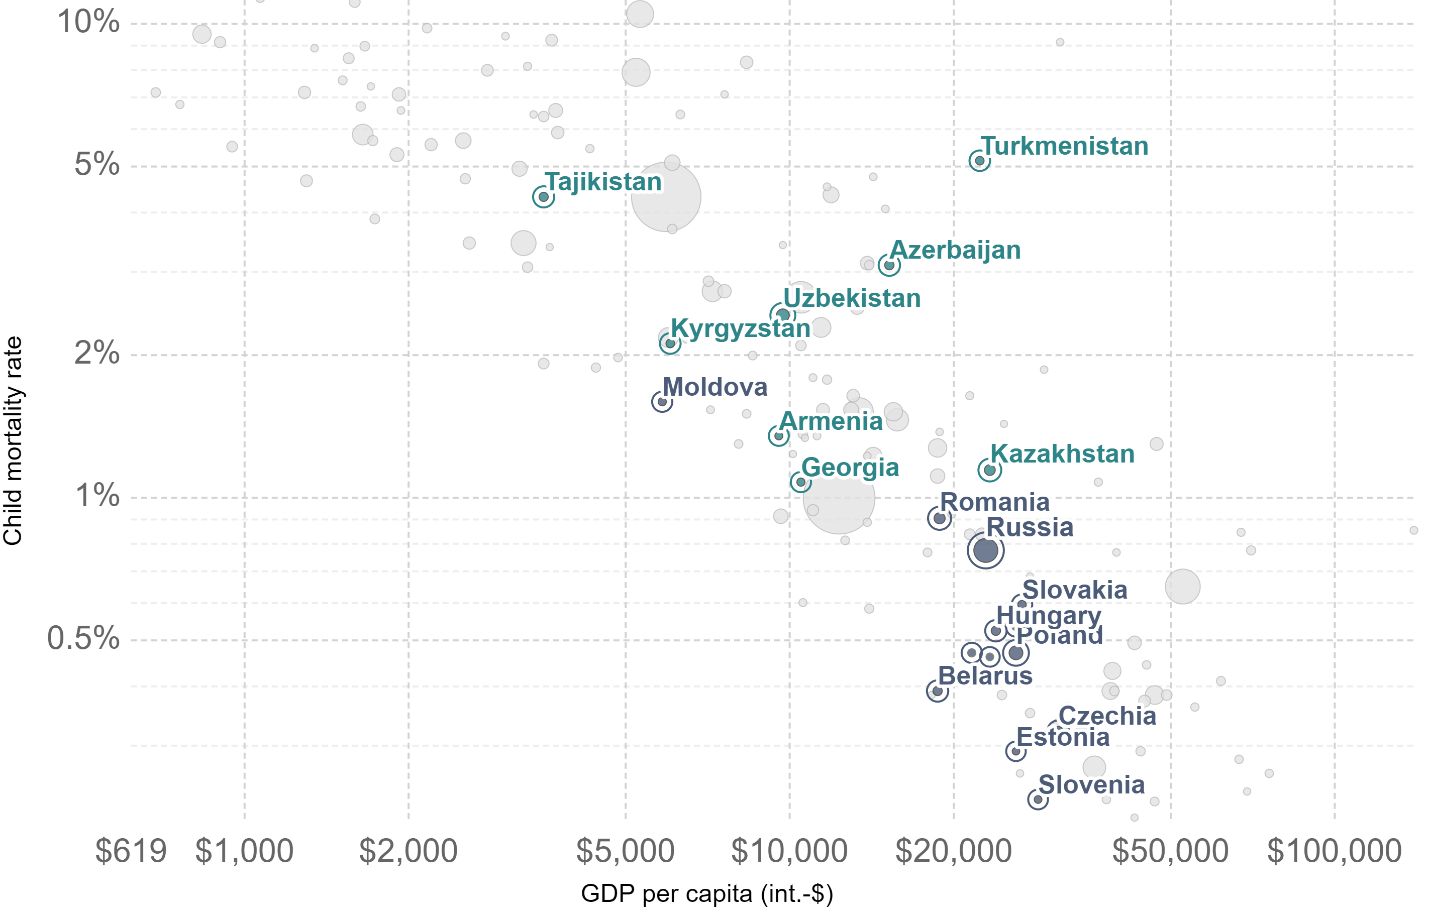 10%
5%
2%
1%
0.5%
Child mortality rate
Turkmenistan
Tajikistan
Azerbaijan
Uzbekistan
Kyrgyzstan
Moldova
Armenia
Kazakhstan
Georgia
Romania
Russia
Slovakia
Hungary
Poland
Belarus
Czechia
Estonia
Slovenia
$619 $1,000 $2,000 $5,000 $10,000 $20,000 $50,000 $100,000
GDP per capita (int.-$)